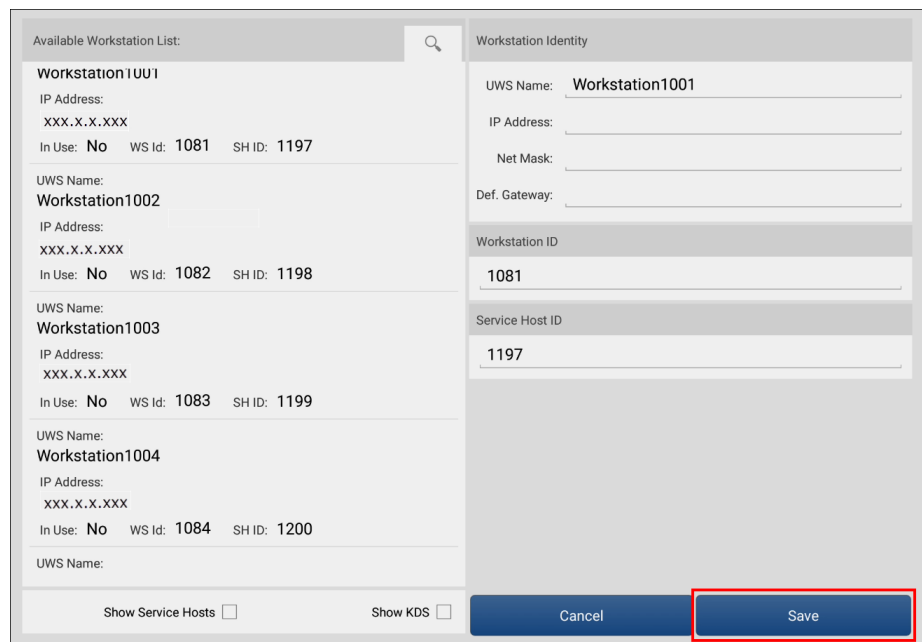 Available Workstation List:
Workstation1001
IP Address:
xxx.x.x.xxx
In Use: No WS Id: 1081 SH ID: 1197
UWS Name:
Workstation1002
IP Address:
xxx.x.x.xxx
In Use: No WS Id: 1082 SH ID: 1198
UWS Name:
Workstation1003
IP Address:
xxx.x.x.xxx
In Use: No WS Id: 1083 SH ID: 1199
UWS Name:
Workstation1004
IP Address:
xxx.x.x.xxx
In Use: No WS Id: 1084 SH ID: 1200
UWS Name:
Show Service Hosts
Show KDS
Workstation Identity
UWS Name: Workstation1001
IP Address:
Net Mask:
Def. Gateway:
Workstation ID
1081
Service Host ID
1197
Cancel
Save